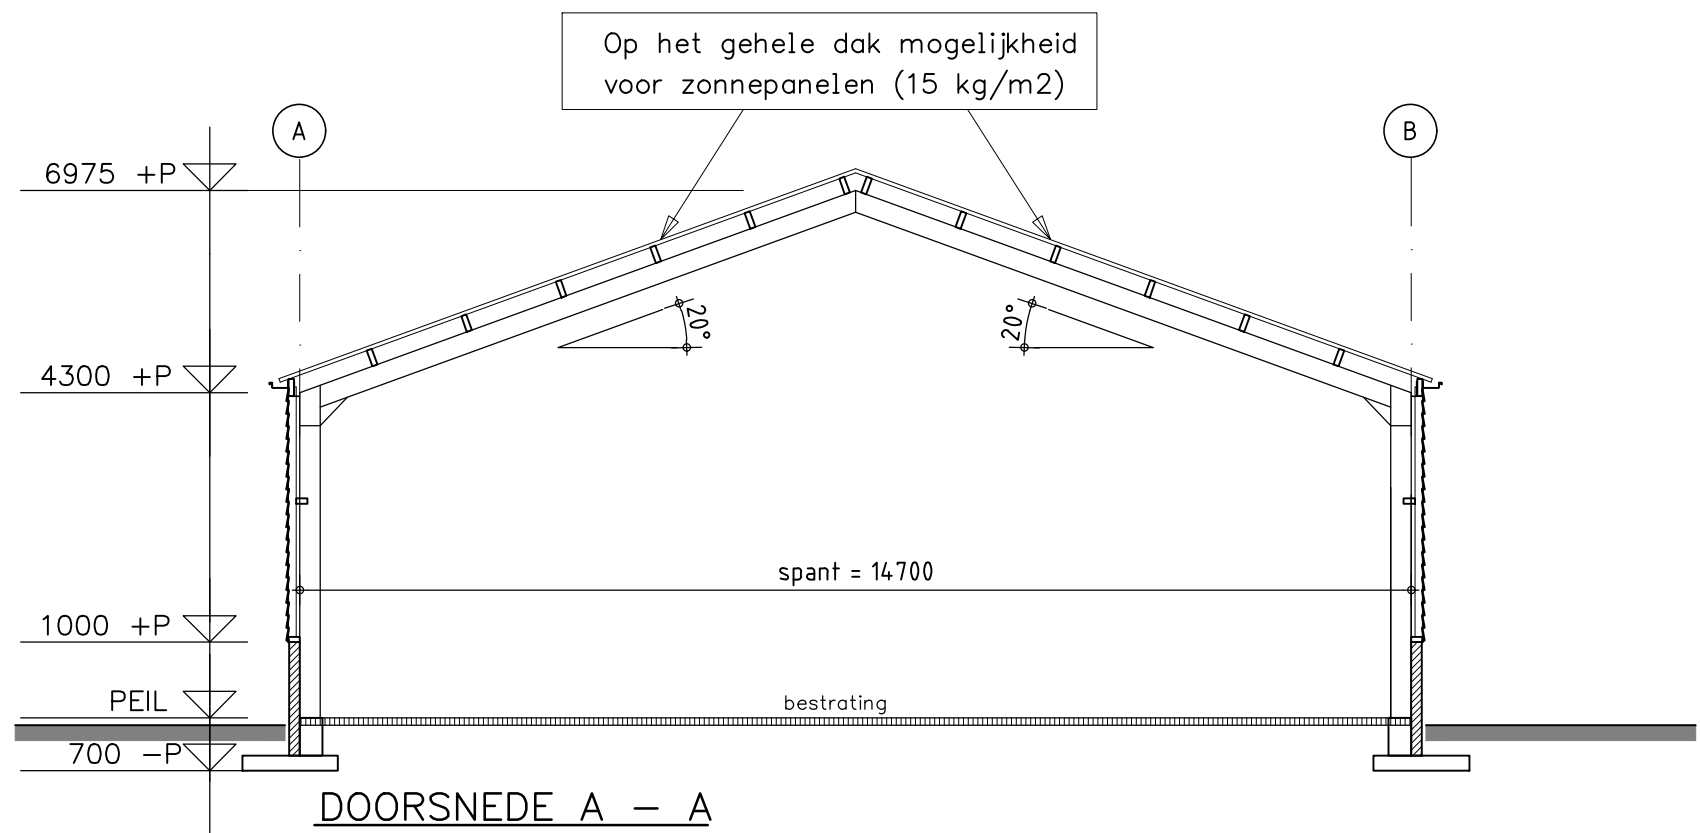 Op het gehele dak mogelijkheid
voor zonnepanelen (15 kg/m2)
A
B
6975 +P
20°
20°
4300 +P
spant = 14700
1000 +P
PEIL
bestrating
700 −P
DOORSNEDE A − A